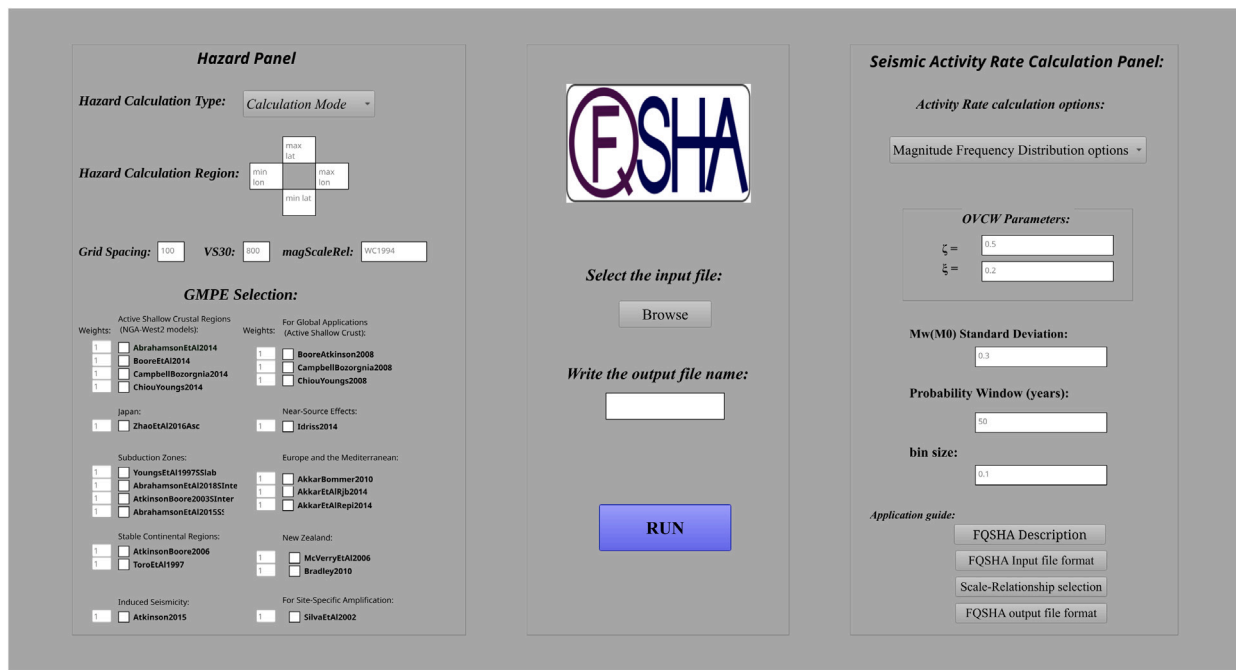 Hazard Panel
Hazard Calculation Type: Calculation Mode
max
lat
Hazard Calculation Region: min
lon
max
lon
min lat
Grid Spacing: 100 VS30: 800 magScaleRel: WC1994
GMPE Selection:
Weights: Active Shallow Crustal Regions
(NGA-West2 models):
1 AbrahamsonEtAl2014
1 BooreEtAl2014
1 CampbellBozorgnia2014
1 ChiouYoungs2014
Weights: For Global Applications
(Active Shallow Crust):
1 BooreAtkinson2008
1 CampbellBozorgnia2008
1 ChiouYoungs2008
Japan:
1 ZhaoEtAl2016Asc
Near-Source Effects:
1 Idriss2014
Subduction Zones:
1 YoungsEtAl1997SSlab
1 AbrahamsonEtAl2018SInte
1 AtkinsonBoore2003SInter
1 AbrahamsonEtAl2015S
Europe and the Mediterranean:
1 AkkarBommer2010
1 AkkarEtAlRjb2014
1 AkkarEtAlRepi2014
Stable Continental Regions:
1 AtkinsonBoore2006
1 ToroEtAl1997
New Zealand:
1 McVerryEtAl2006
1 Bradley2010
Induced Seismicity:
1 Atkinson2015
For Site-Specific Amplification:
1 SilvaEtAl2002
FQSHA
Select the input file:
Browse
Write the output file name:
RUN
Seismic Activity Rate Calculation Panel:
Activity Rate calculation options:
Magnitude Frequency Distribution options
OVCW Parameters:
ζ = 0.5
ξ = 0.2
Mw(M0) Standard Deviation:
0.3
Probability Window (years):
50
bin size:
0.1
Application guide:
FQSHA Description
FQSHA Input file format
Scale-Relationship selection
FQSHA output file format